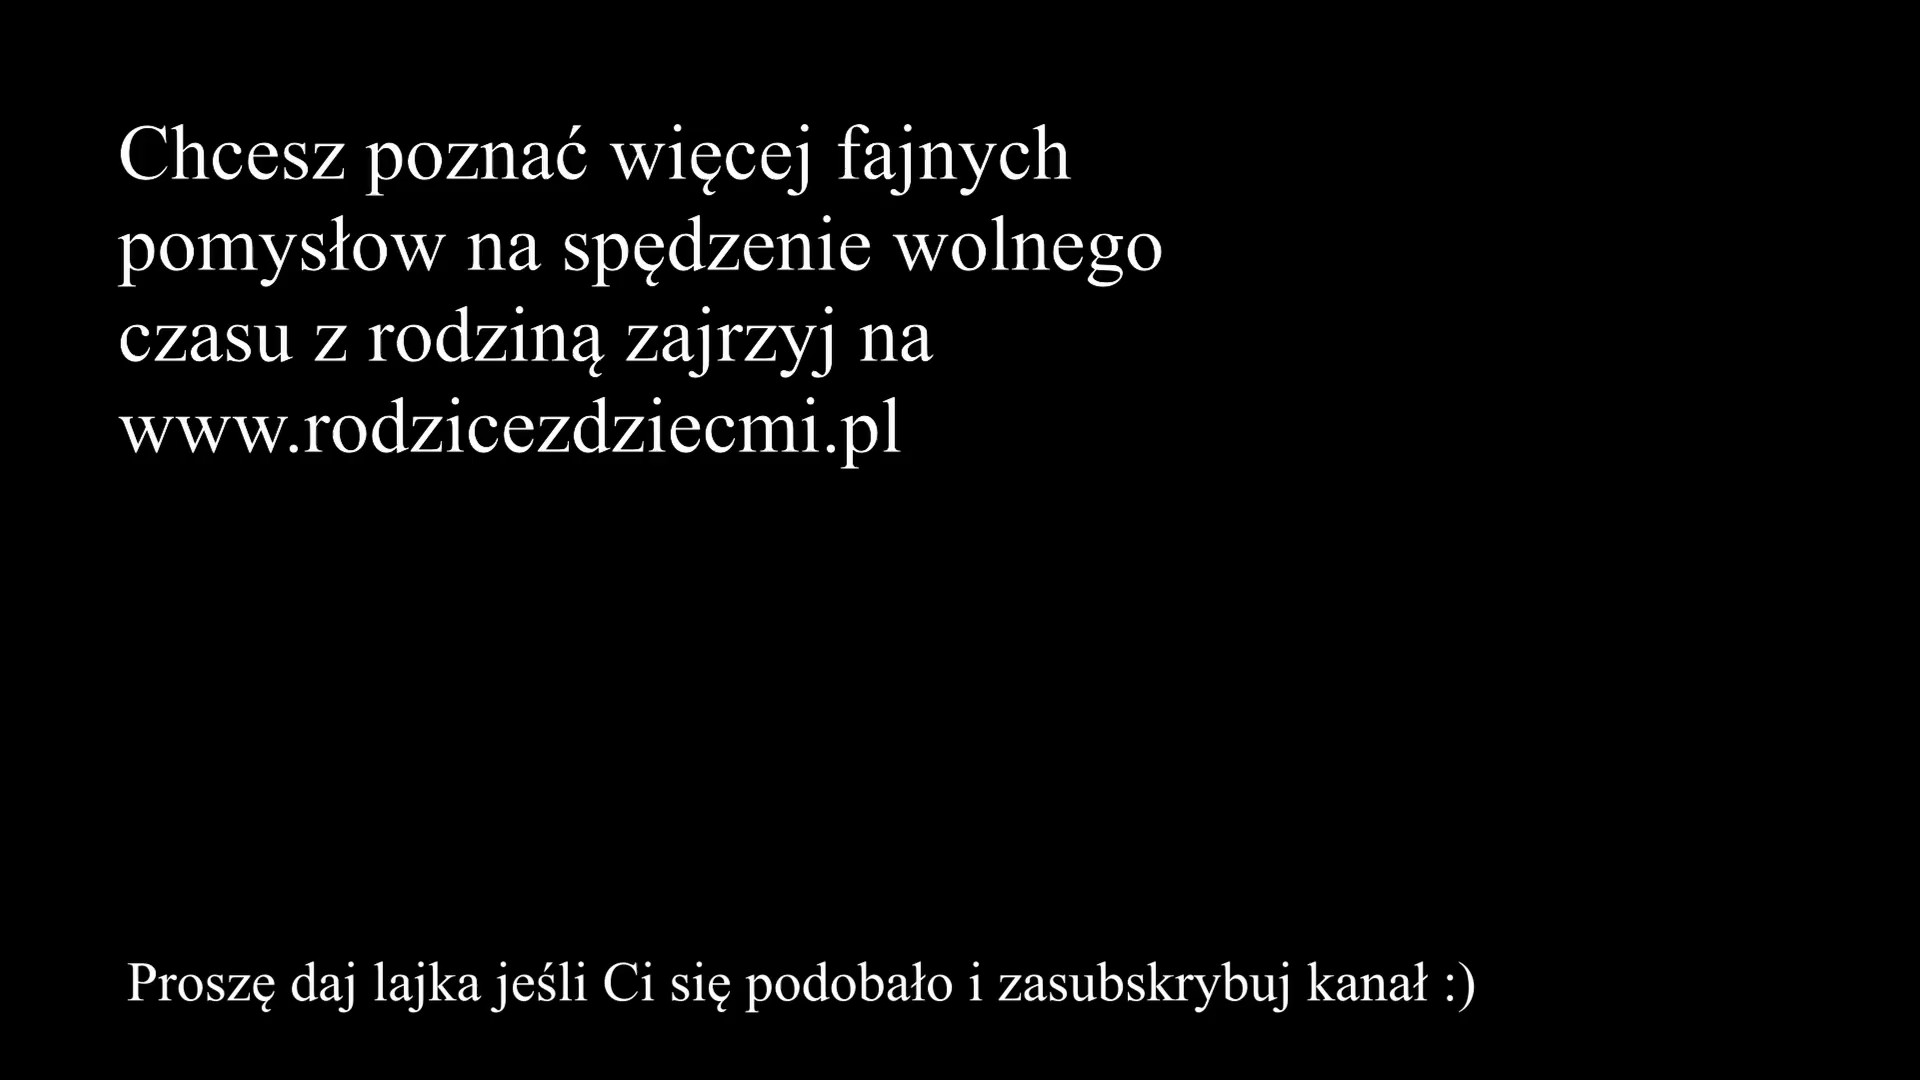 Chcesz poznać więcej fajnych
pomysłow na spędzenie wolnego
czasu z rodziną zajrzyj na
www.rodzicezdziecmi.pl
Proszę daj lajka jeśli Ci się podobało i zasubskrybuj kanał :)